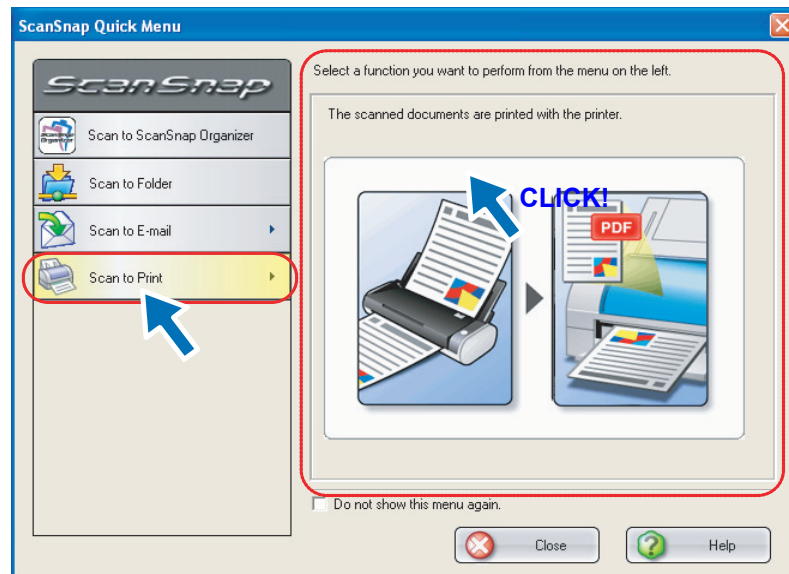 ScanSnap Quick Menu
ScanSnap
Select a function you want to perform from the menu on the left.
The scanned documents are printed with the printer.
Scan to ScanSnap Organizer
Scan to Folder
Scan to E-mail
Scan to Print
CLICK!
PDF
Do not show this menu again.
Close
Help